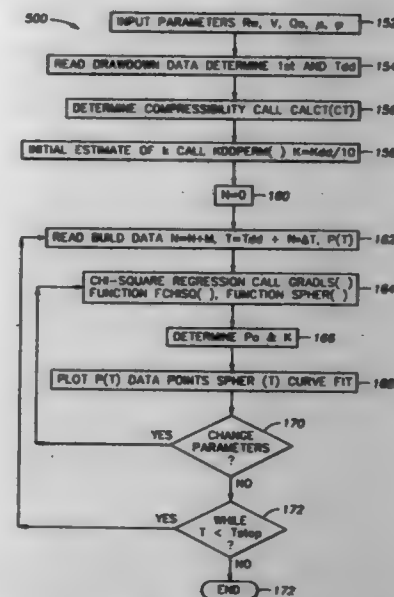 500
INPUT PARAMETERS Rw, V, Qo, μ, φ
152
READ DRAWDOWN DATA DETERMINE 1st AND Tdd
154
DETERMINE COMPRESSIBILITY CALL CALCT(CT)
156
INITIAL ESTIMATE OF k CALL KDDPERM( ) K=Kdd/10
158
N=0
160
READ BUILD DATA N=N+M, T=Tdd + N=ΔT, P(T)
162
CHI-SQUARE REGRESSION CALL GRADLS( )
FUNCTION FCHISQ( ), FUNCTION SPHER( )
164
DETERMINE Po & K
166
PLOT P(T) DATA POINTS SPHER (T) CURVE FIT
168
170
YES
CHANGE
PARAMETERS
?
NO
172
YES
WHILE
T < Tstop
?
NO
END
172